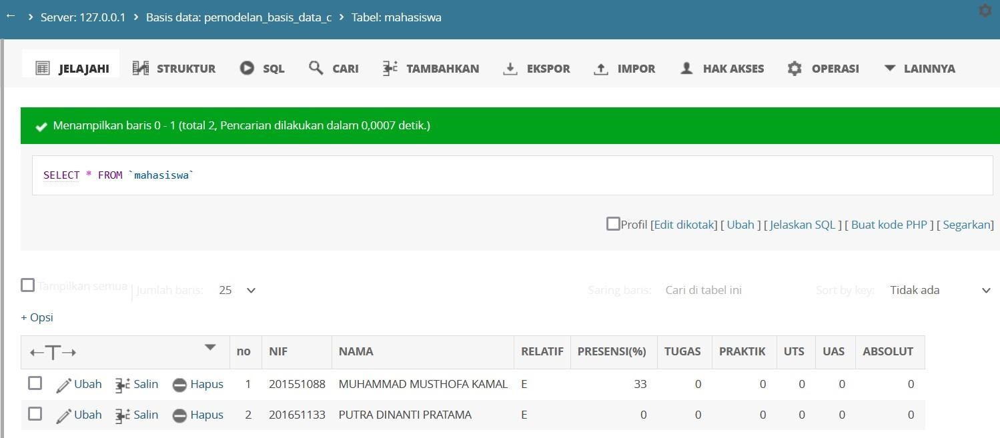 ← › Server: 127.0.0.1 › Basis data: pemodelan_basis_data_c › Tabel: mahasiswa
JELAJAHI STRUKTUR SQL CARI TAMBAHKAN EKSPOR IMPOR HAK AKSES OPERASI LAINNYA
Menampilkan baris 0 - 1 (total 2, Pencarian dilakukan dalam 0,0007 detik.)
SELECT * FROM `mahasiswa`
Profil [Edit dikotak] [ Ubah ] [ Jelaskan SQL ] [ Buat kode PHP ] [ Segarkan]
Tampilkan semua | Jumlah baris: 25 Saring baris: Cari di tabel ini Sort by key: Tidak ada
+ Opsi
←T→ no NIF NAMA RELATIF PRESENSI(%) TUGAS PRAKTIK UTS UAS ABSOLUT
Ubah Salin Hapus 1 201551088 MUHAMMAD MUSTHOFA KAMAL E 33 0 0 0 0 0
Ubah Salin Hapus 2 201651133 PUTRA DINANTI PRATAMA E 0 0 0 0 0 0